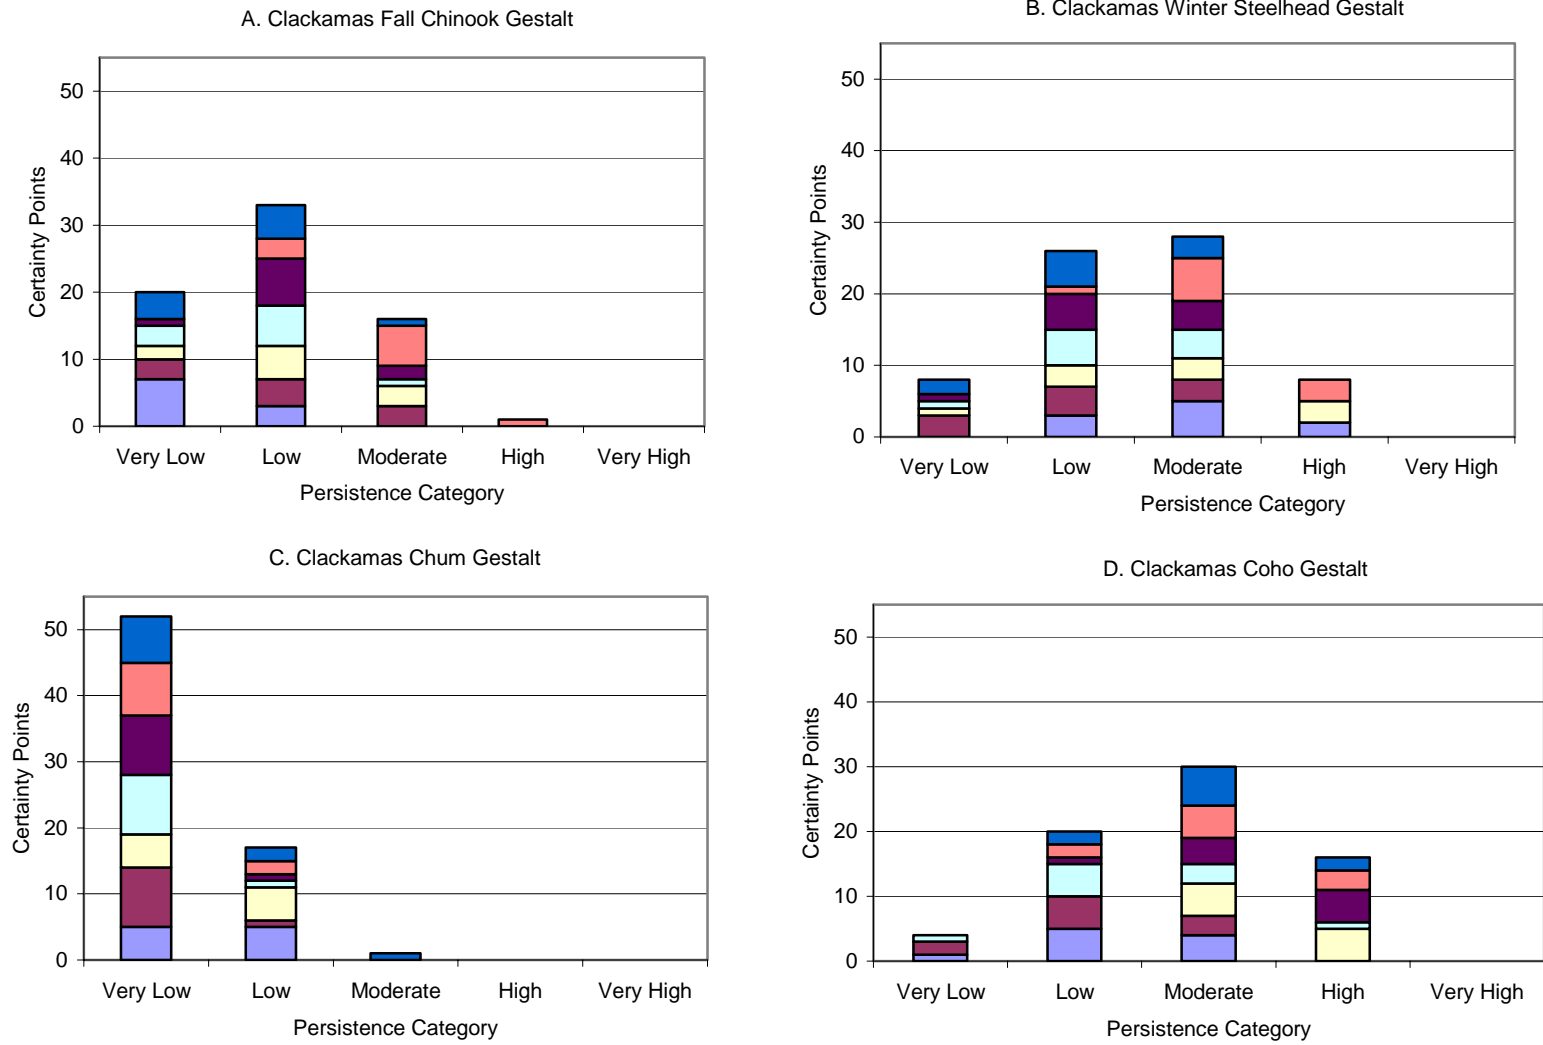 A. Clackamas Fall Chinook Gestalt
50
40
30
20
10
0
Certainty Points
Very Low Low Moderate High Very High
Persistence Category
B. Clackamas Winter Steelhead Gestalt
50
40
30
20
10
0
Certainty Points
Very Low Low Moderate High Very High
Persistence Category
C. Clackamas Chum Gestalt
50
40
30
20
10
0
Certainty Points
Very Low Low Moderate High Very High
Persistence Category
D. Clackamas Coho Gestalt
50
40
30
20
10
0
Certainty Points
Very Low Low Moderate High Very High
Persistence Category